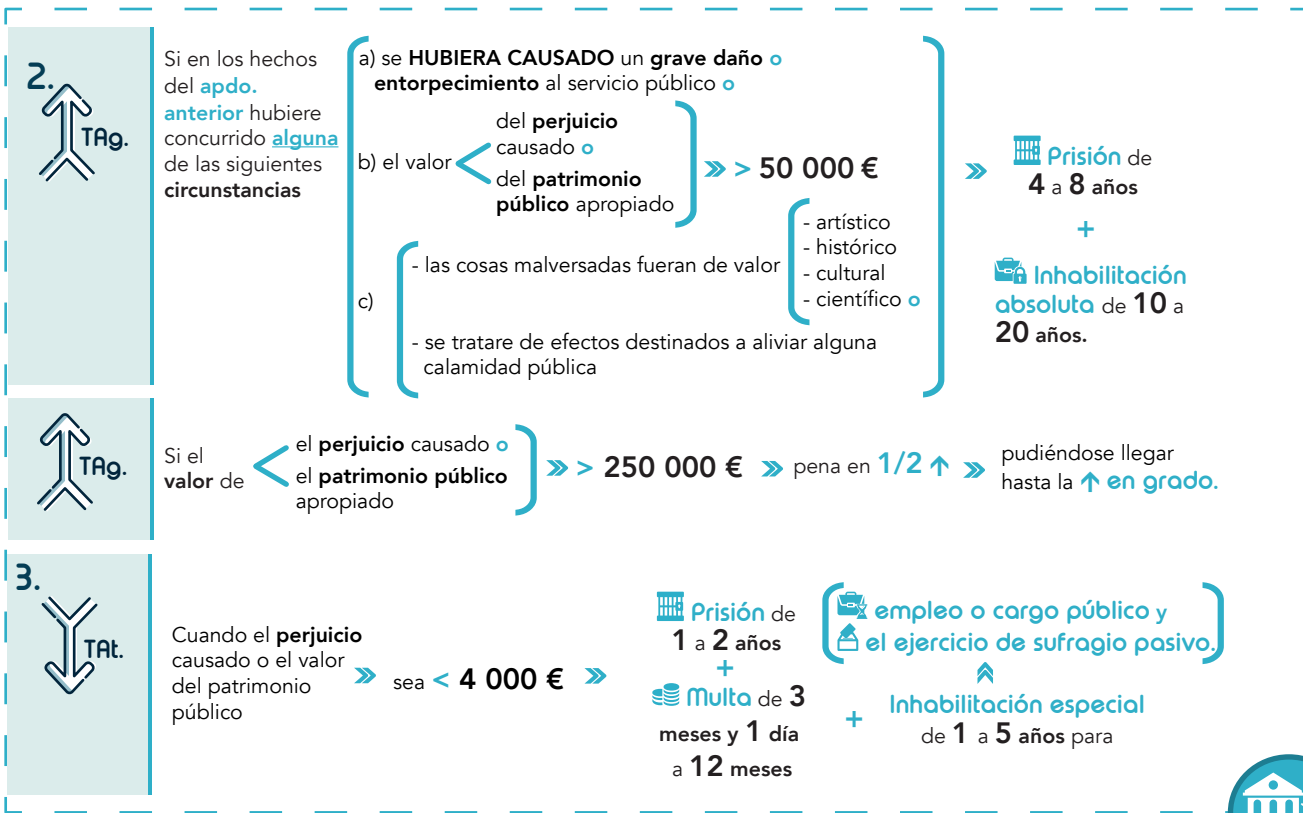 2.
TAg.
Si en los hechos
del apdo.
anterior hubiere
concurrido alguna
de las siguientes
circunstancias
a) se HUBIERA CAUSADO un grave daño o
entorpecimiento al servicio público o
b) el valor
del perjuicio
causado o
del patrimonio
público apropiado
» > 50 000 €
c)
- las cosas malversadas fueran de valor
- artístico
- histórico
- cultural
- científico o
- se tratare de efectos destinados a aliviar alguna
calamidad pública
»
Prisión de
4 a 8 años
+
Inhabilitación
absoluta de 10 a
20 años.
TAg.
Si el
valor de
el perjuicio causado o
el patrimonio público
apropiado
» > 250 000 € » pena en 1/2 ↑ »
pudiéndose llegar
hasta la ↑ en grado.
3.
TAt.
Cuando el perjuicio
causado o el valor
del patrimonio
público
» sea < 4 000 € »
Prisión de
1 a 2 años
+
Multa de 3
meses y 1 día
a 12 meses
+
empleo o cargo público y
el ejercicio de sufragio pasivo.
Inhabilitación especial
de 1 a 5 años para